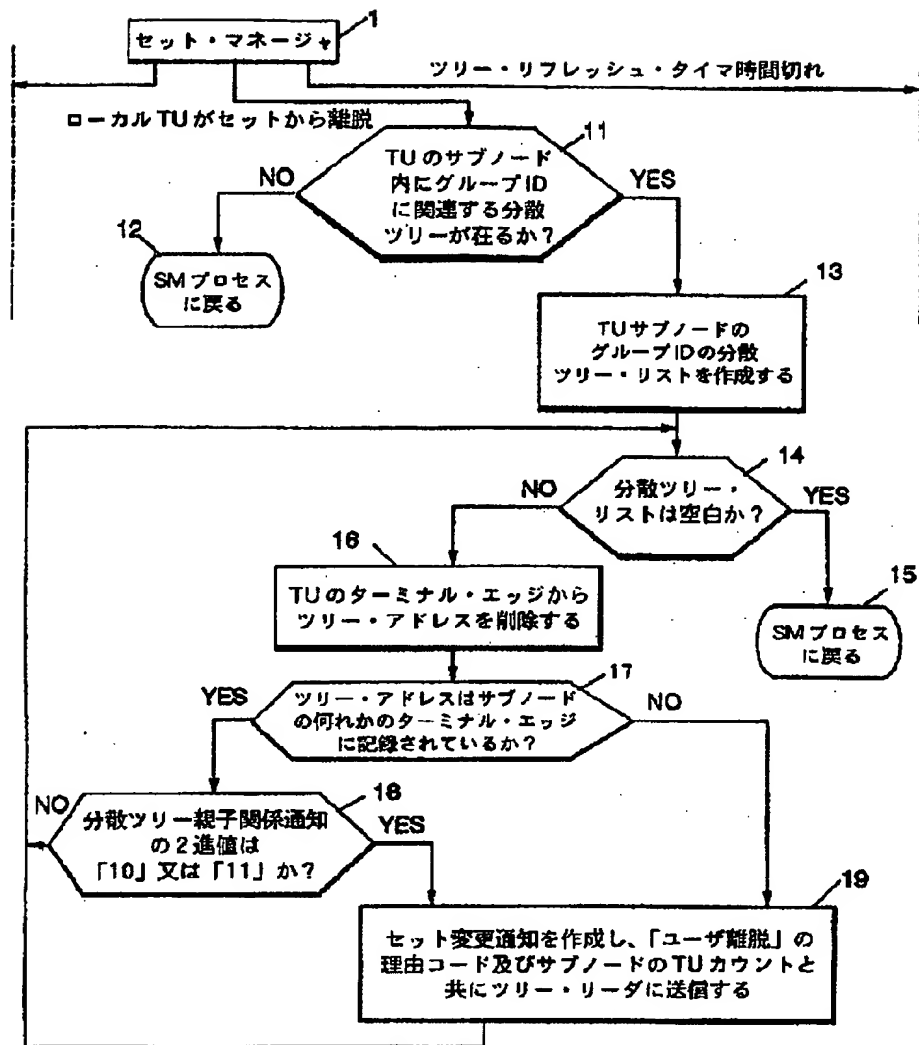 1
セット・マネージャ
ツリー・リフレッシュ・タイマ時間切れ
ローカルTUがセットから離脱
11
TUのサブノード
内にグループID
に関連する分散
ツリーが在るか?
NO
YES
12
SMプロセス
に戻る
13
TUサブノードの
グループIDの分散
ツリー・リストを作成する
14
分散ツリー・
リストは空白か?
NO
YES
16
TUのターミナル・エッジから
ツリー・アドレスを削除する
15
SMプロセス
に戻る
17
ツリー・アドレスはサブノード
の何れかのターミナル・エッジ
に記録されているか?
YES
NO
18
分散ツリー親子関係通知
の2進値は
「10」又は「11」か?
NO
YES
19
セット変更通知を作成し、「ユーザ離脱」の
理由コード及びサブノードのTUカウントと
共にツリー・リーダに送信する